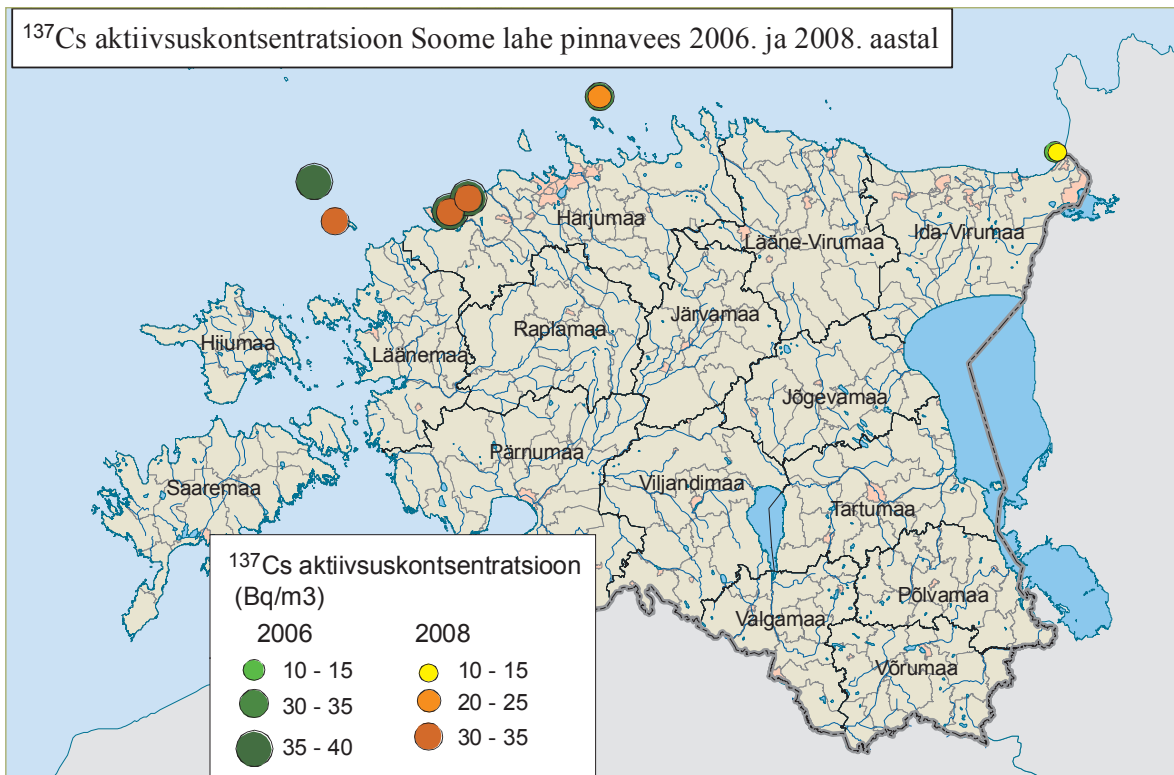 ¹³⁷Cs aktiivsuskontsentratsioon Soome lahe pinnavees 2006. ja 2008. aastal
Harjumaa
Lääne-Virumaa
Ida-Virumaa
Hiiumaa
Läänemaa
Raplamaa
Järvamaa
Jõgevamaa
Pärnumaa
Saaremaa
Viljandimaa
Tartumaa
Valgamaa
Põlvamaa
Võrumaa
¹³⁷Cs aktiivsuskontsentratsioon
(Bq/m3)
2006 2008
10 - 15 10 - 15
30 - 35 20 - 25
35 - 40 30 - 35